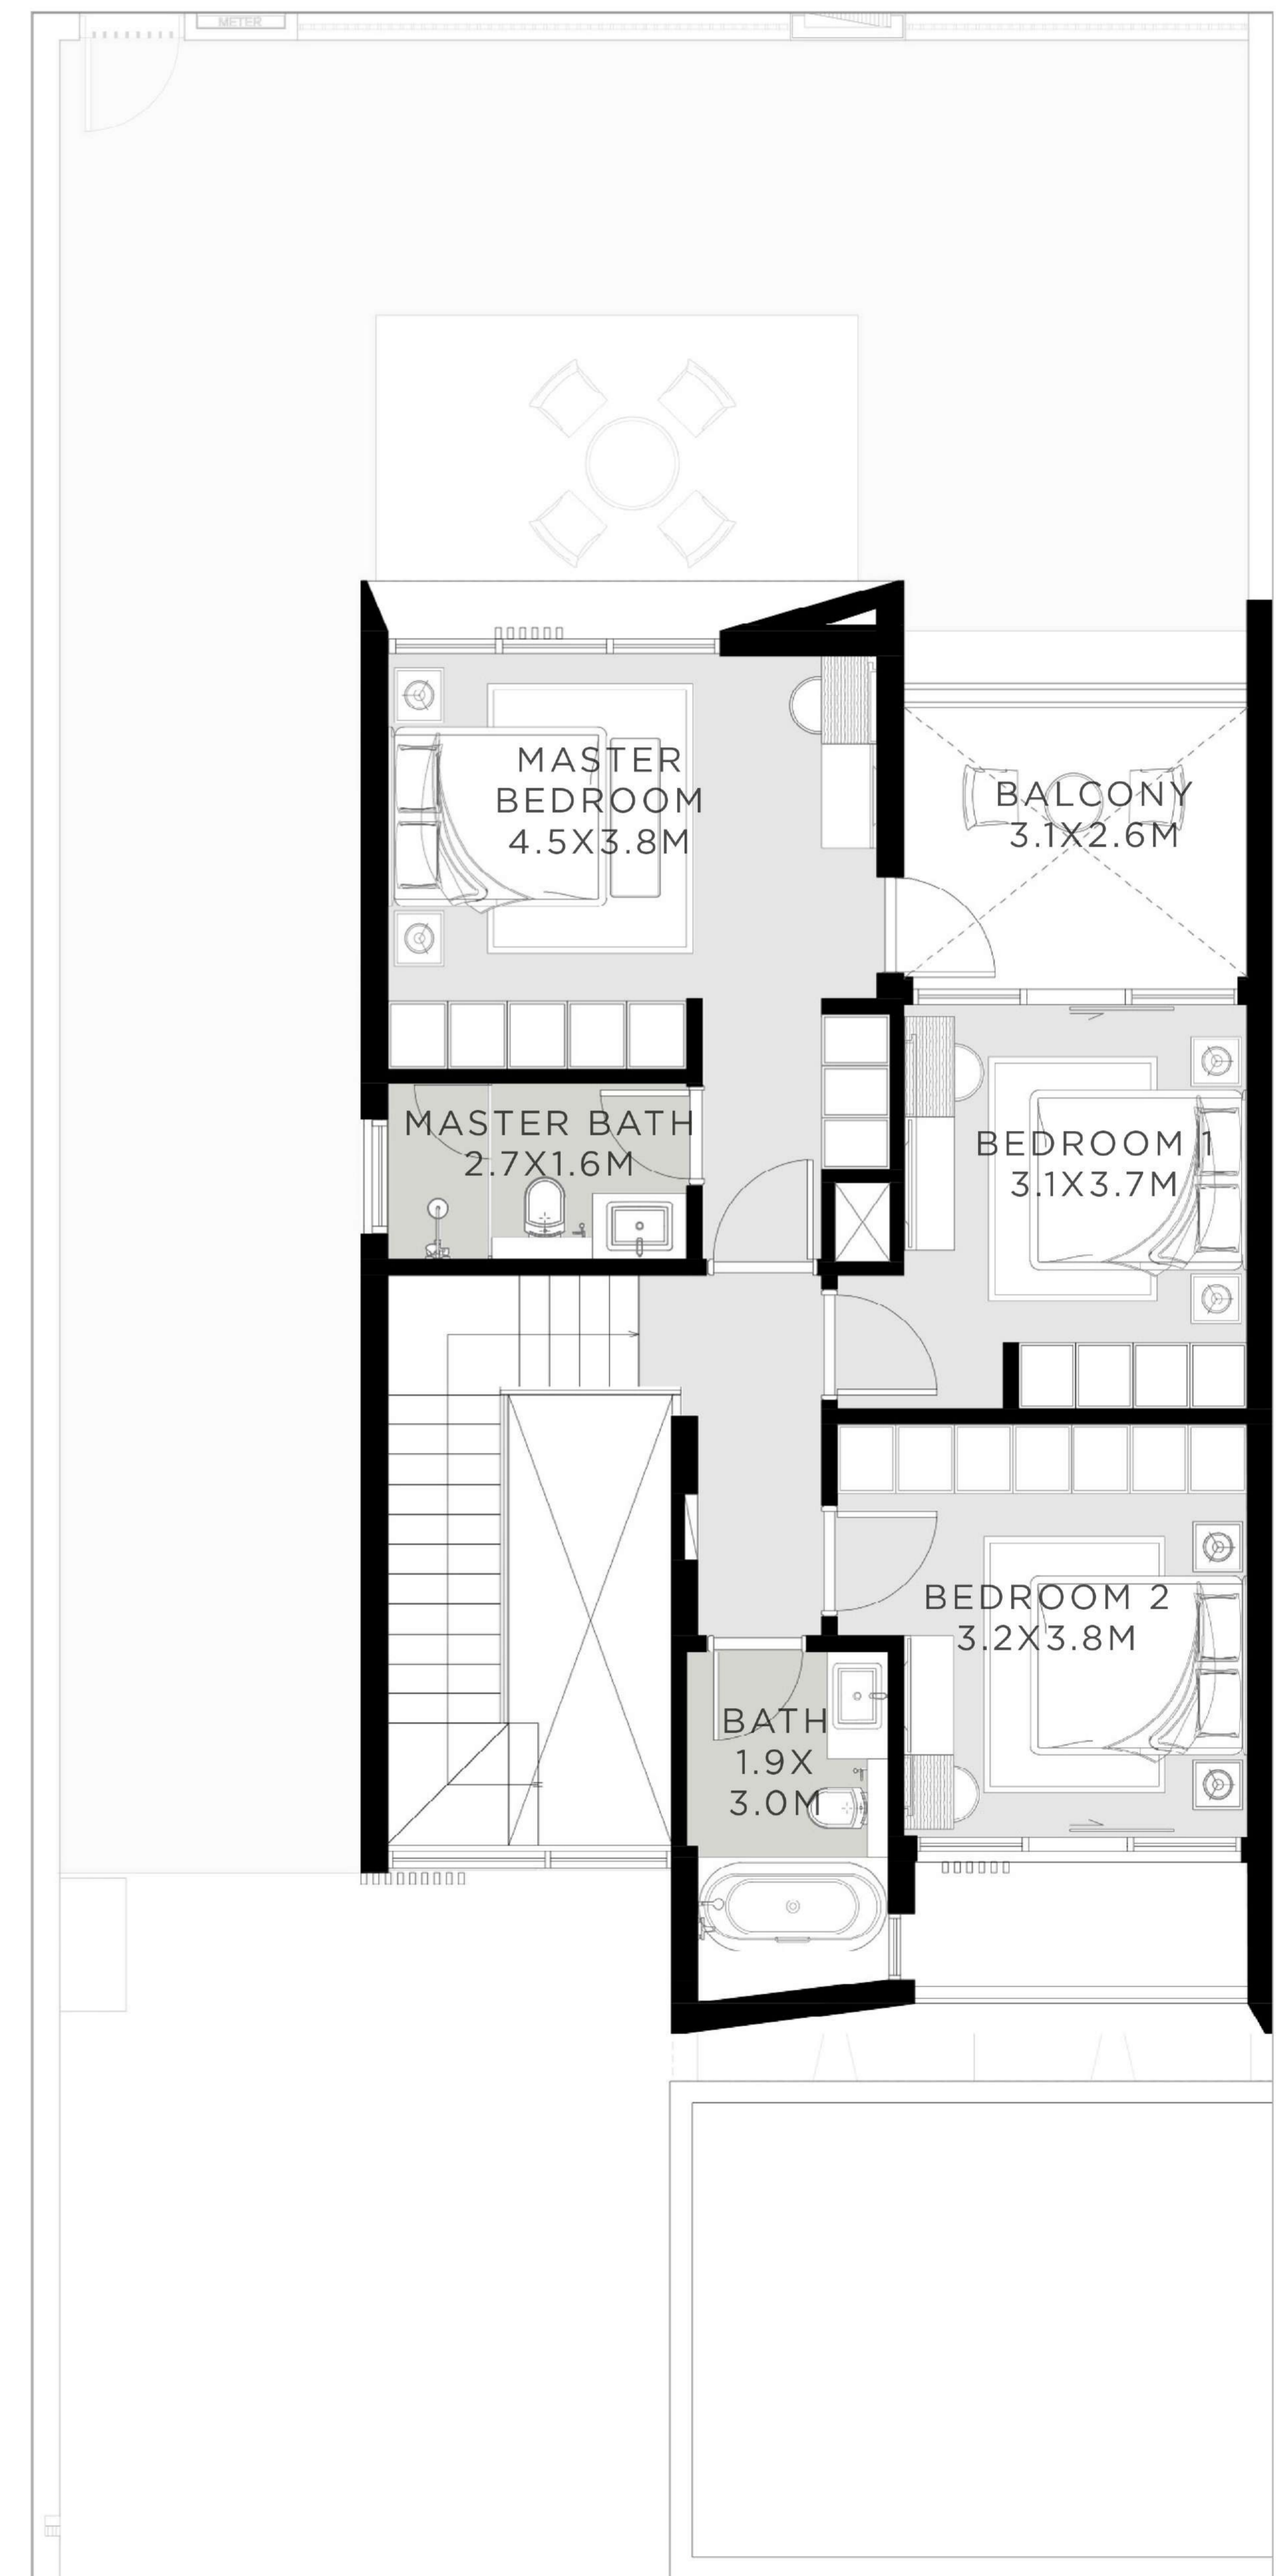 METER
MASTER
BEDROOM
4.5X3.8M
BALCONY
3.1X2.6M
MASTER BATH
2.7X1.6M
BEDROOM 1
3.1X3.7M
BEDROOM 2
3.2X3.8M
BATH
1.9X
3.0M